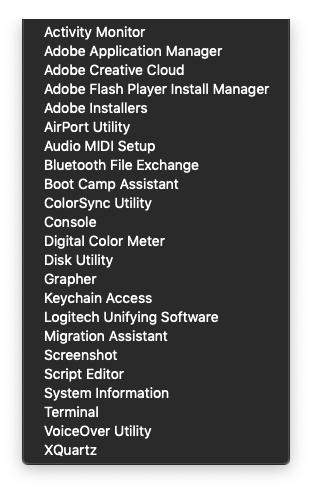 Activity Monitor
Adobe Application Manager
Adobe Creative Cloud
Adobe Flash Player Install Manager
Adobe Installers
AirPort Utility
Audio MIDI Setup
Bluetooth File Exchange
Boot Camp Assistant
ColorSync Utility
Console
Digital Color Meter
Disk Utility
Grapher
Keychain Access
Logitech Unifying Software
Migration Assistant
Screenshot
Script Editor
System Information
Terminal
VoiceOver Utility
XQuartz